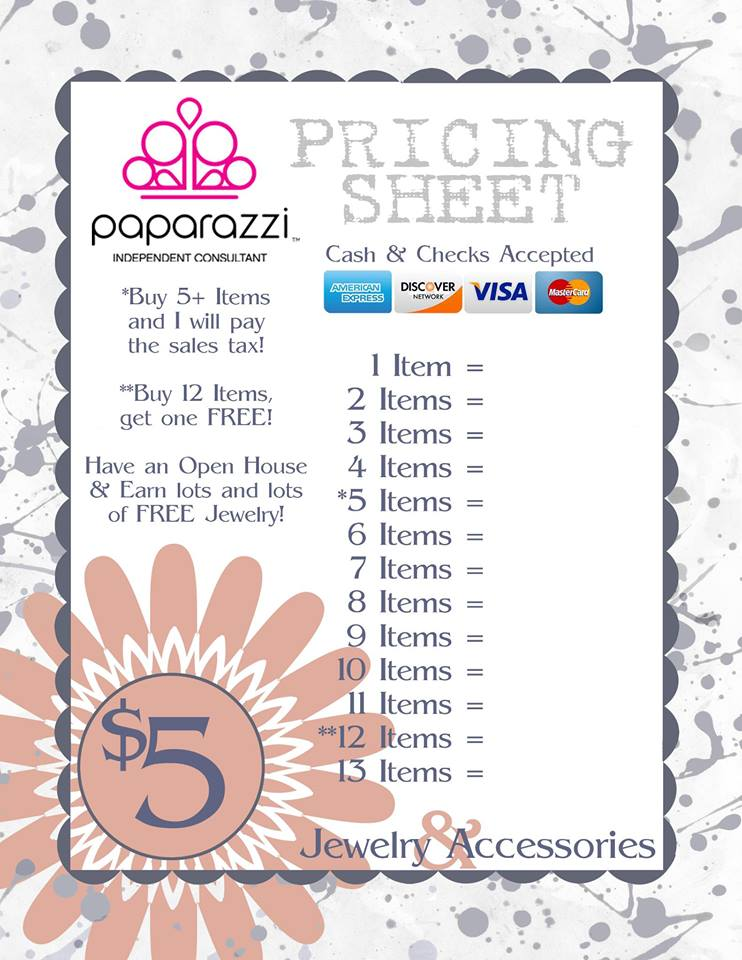 PRICING
SHEET
paparazzi™
INDEPENDENT CONSULTANT
Cash & Checks Accepted
AMERICAN
EXPRESS
DISCOVER
NETWORK
VISA
MasterCard
*Buy 5+ Items
and I will pay
the sales tax!
**Buy 12 Items,
get one FREE!
Have an Open House
& Earn lots and lots
of FREE Jewelry!
1 Item =
2 Items =
3 Items =
4 Items =
*5 Items =
6 Items =
7 Items =
8 Items =
9 Items =
10 Items =
11 Items =
**12 Items =
13 Items =
$5
Jewelry & Accessories